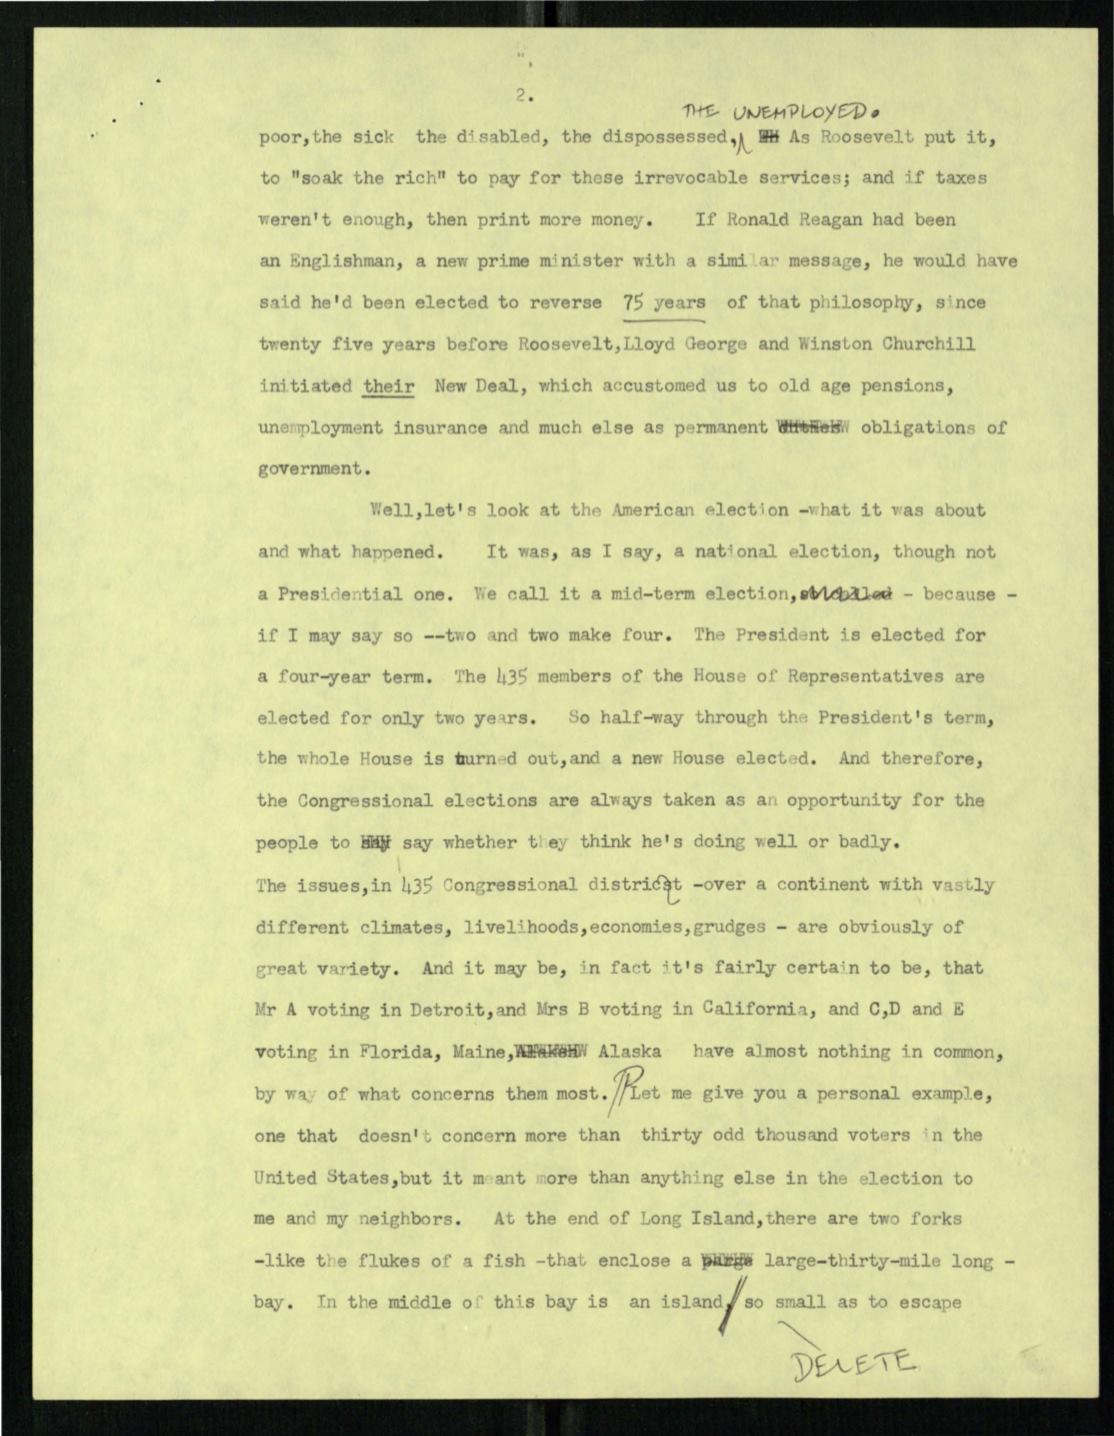 2.
THE UNEMPLOYED.
poor,the sick the disabled, the dispossessed, As Roosevelt put it,
to "soak the rich" to pay for these irrevocable services; and if taxes
weren't enough, then print more money. If Ronald Reagan had been
an Englishman, a new prime minister with a similar message, he would have
said he'd been elected to reverse 75 years of that philosophy, since
twenty five years before Roosevelt,Lloyd George and Winston Churchill
initiated their New Deal, which accustomed us to old age pensions,
unemployment insurance and much else as permanent obligations of
government.
Well,let's look at the American election -what it was about
and what happened. It was, as I say, a national election, though not
a Presidential one. We call it a mid-term election, - because -
if I may say so --two and two make four. The President is elected for
a four-year term. The 435 members of the House of Representatives are
elected for only two years. So half-way through the President's term,
the whole House is turned out,and a new House elected. And therefore,
the Congressional elections are always taken as an opportunity for the
people to say whether they think he's doing well or badly.
The issues,in 435 Congressional district -over a continent with vastly
different climates, livelihoods,economies,grudges - are obviously of
great variety. And it may be, in fact it's fairly certain to be, that
Mr A voting in Detroit,and Mrs B voting in California, and C,D and E
voting in Florida, Maine, Alaska have almost nothing in common,
by way of what concerns them most. Let me give you a personal example,
one that doesn't concern more than thirty odd thousand voters in the
United States,but it meant more than anything else in the election to
me and my neighbors. At the end of Long Island,there are two forks
-like the flukes of a fish -that enclose a large-thirty-mile long -
bay. In the middle of this bay is an island, so small as to escape
DELETE